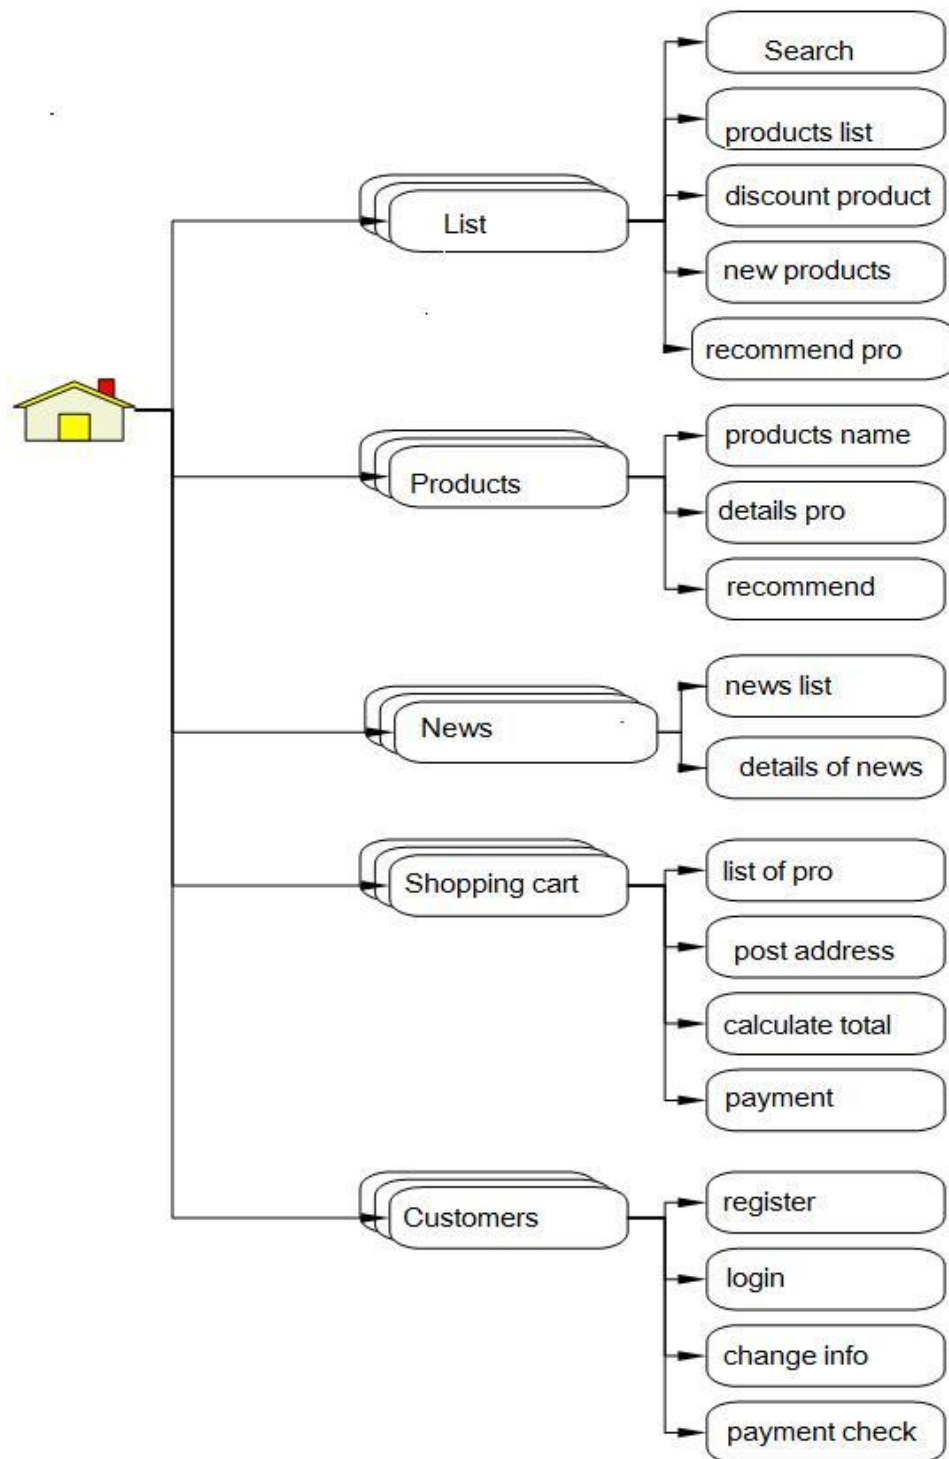 List
Search
products list
discount product
new products
recommend pro
Products
products name
details pro
recommend
News
news list
details of news
Shopping cart
list of pro
post address
calculate total
payment
Customers
register
login
change info
payment check